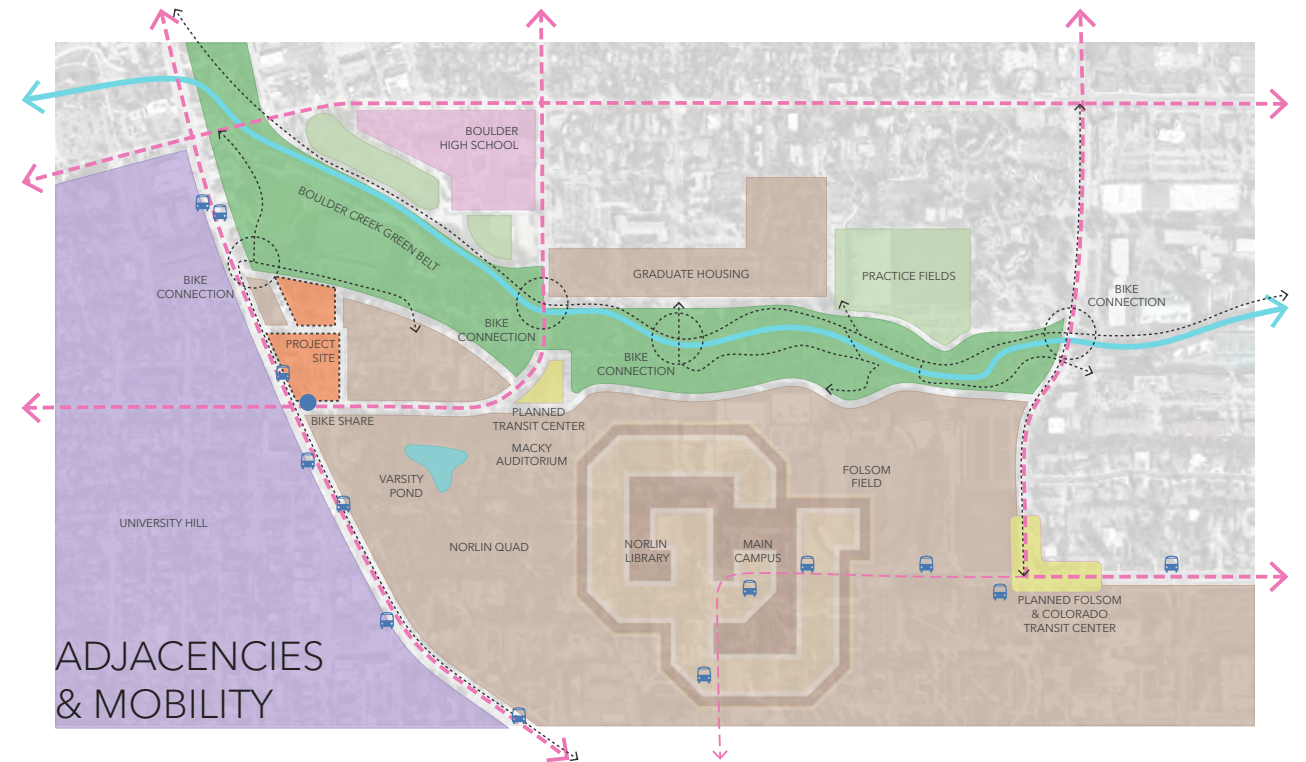 BOULDER
HIGH SCHOOL
BOULDER CREEK GREEN BELT
GRADUATE HOUSING
PRACTICE FIELDS
BIKE
CONNECTION
BIKE
CONNECTION
PROJECT
SITE
BIKE
CONNECTION
BIKE
CONNECTION
BIKE SHARE
PLANNED
TRANSIT CENTER
MACKY
AUDITORIUM
VARSITY
POND
FOLSOM
FIELD
UNIVERSITY HILL
NORLIN QUAD
NORLIN
LIBRARY
MAIN
CAMPUS
PLANNED FOLSOM
& COLORADO
TRANSIT CENTER
ADJACENCIES
& MOBILITY